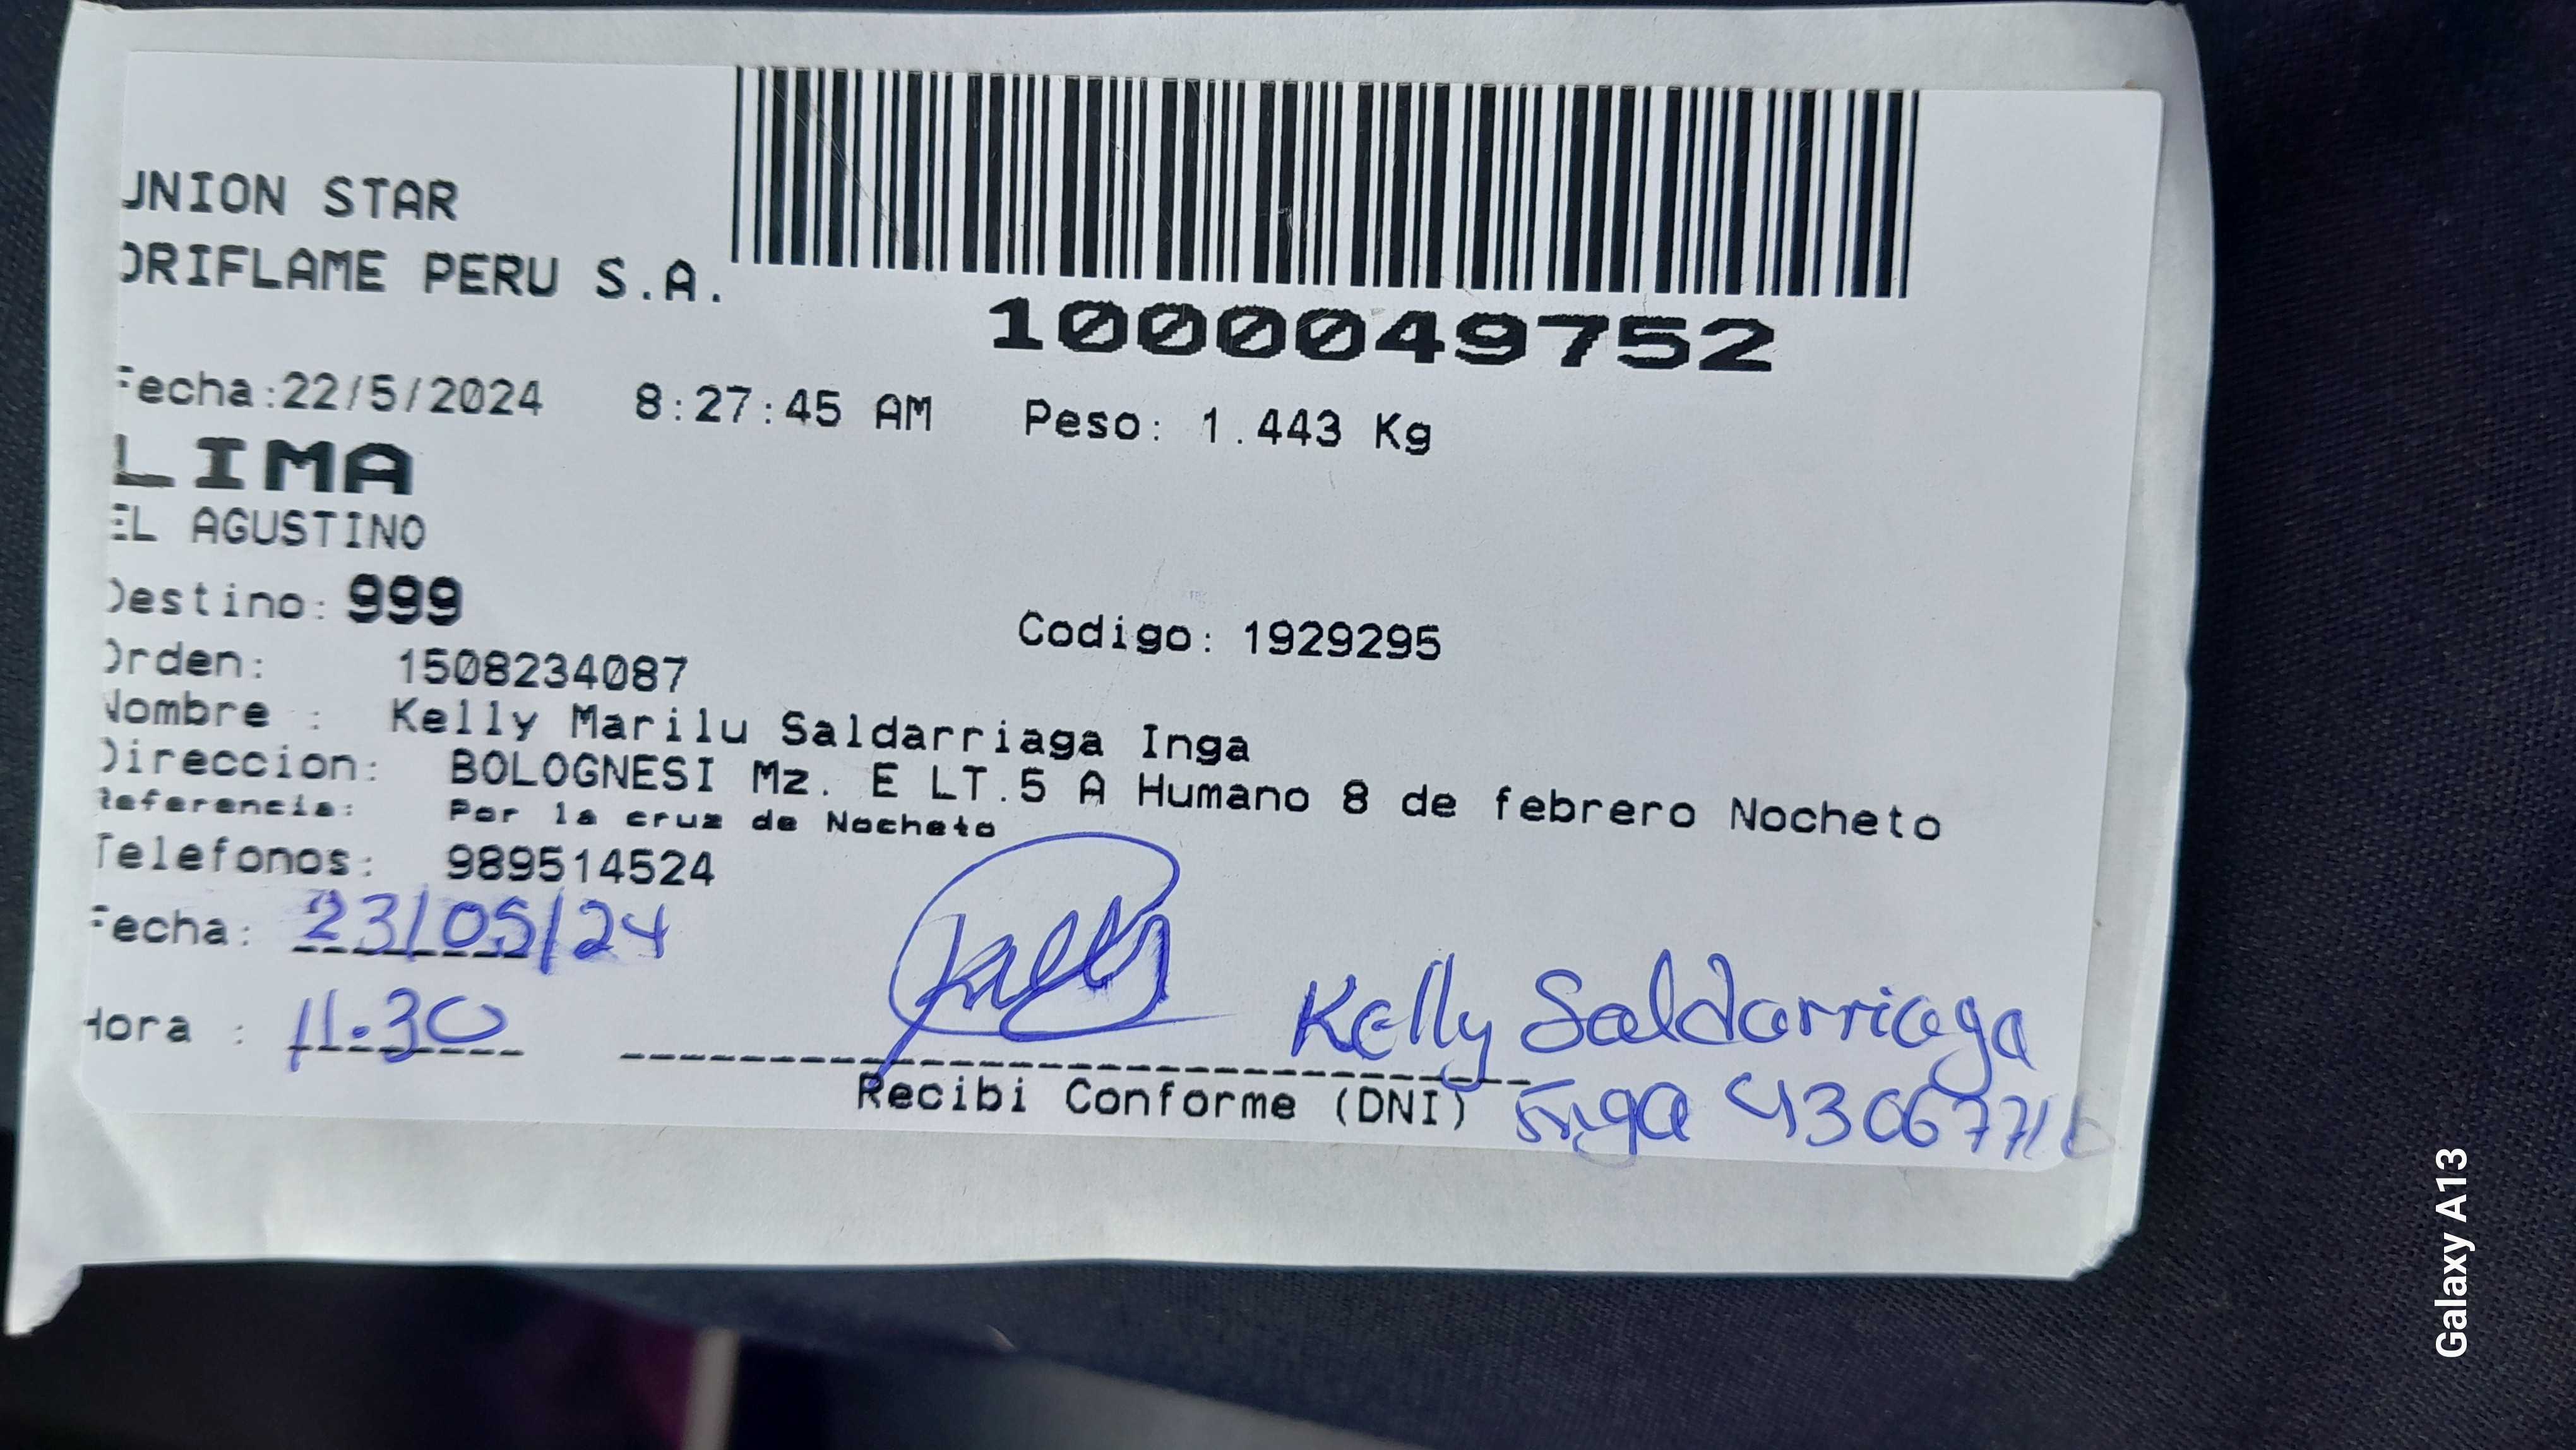 UNION STAR
ORIFLAME PERU S.A.
1000049752
Fecha:22/5/2024 8:27:45 AM Peso: 1.443 Kg
LIMA
EL AGUSTINO
Destino: 999
Codigo: 1929295
Orden: 1508234087
Nombre : Kelly Marilu Saldarriaga Inga
Direccion: BOLOGNESI Mz. E LT.5 A Humano 8 de febrero Nocheto
Referencia: Por la cruz de Nocheto
Telefonos: 989514524
Fecha: 23/05/24
Kelly
Kelly Saldarriaga
Hora : 11.30
Recibi Conforme (DNI) Inga 43067716
Galaxy A13